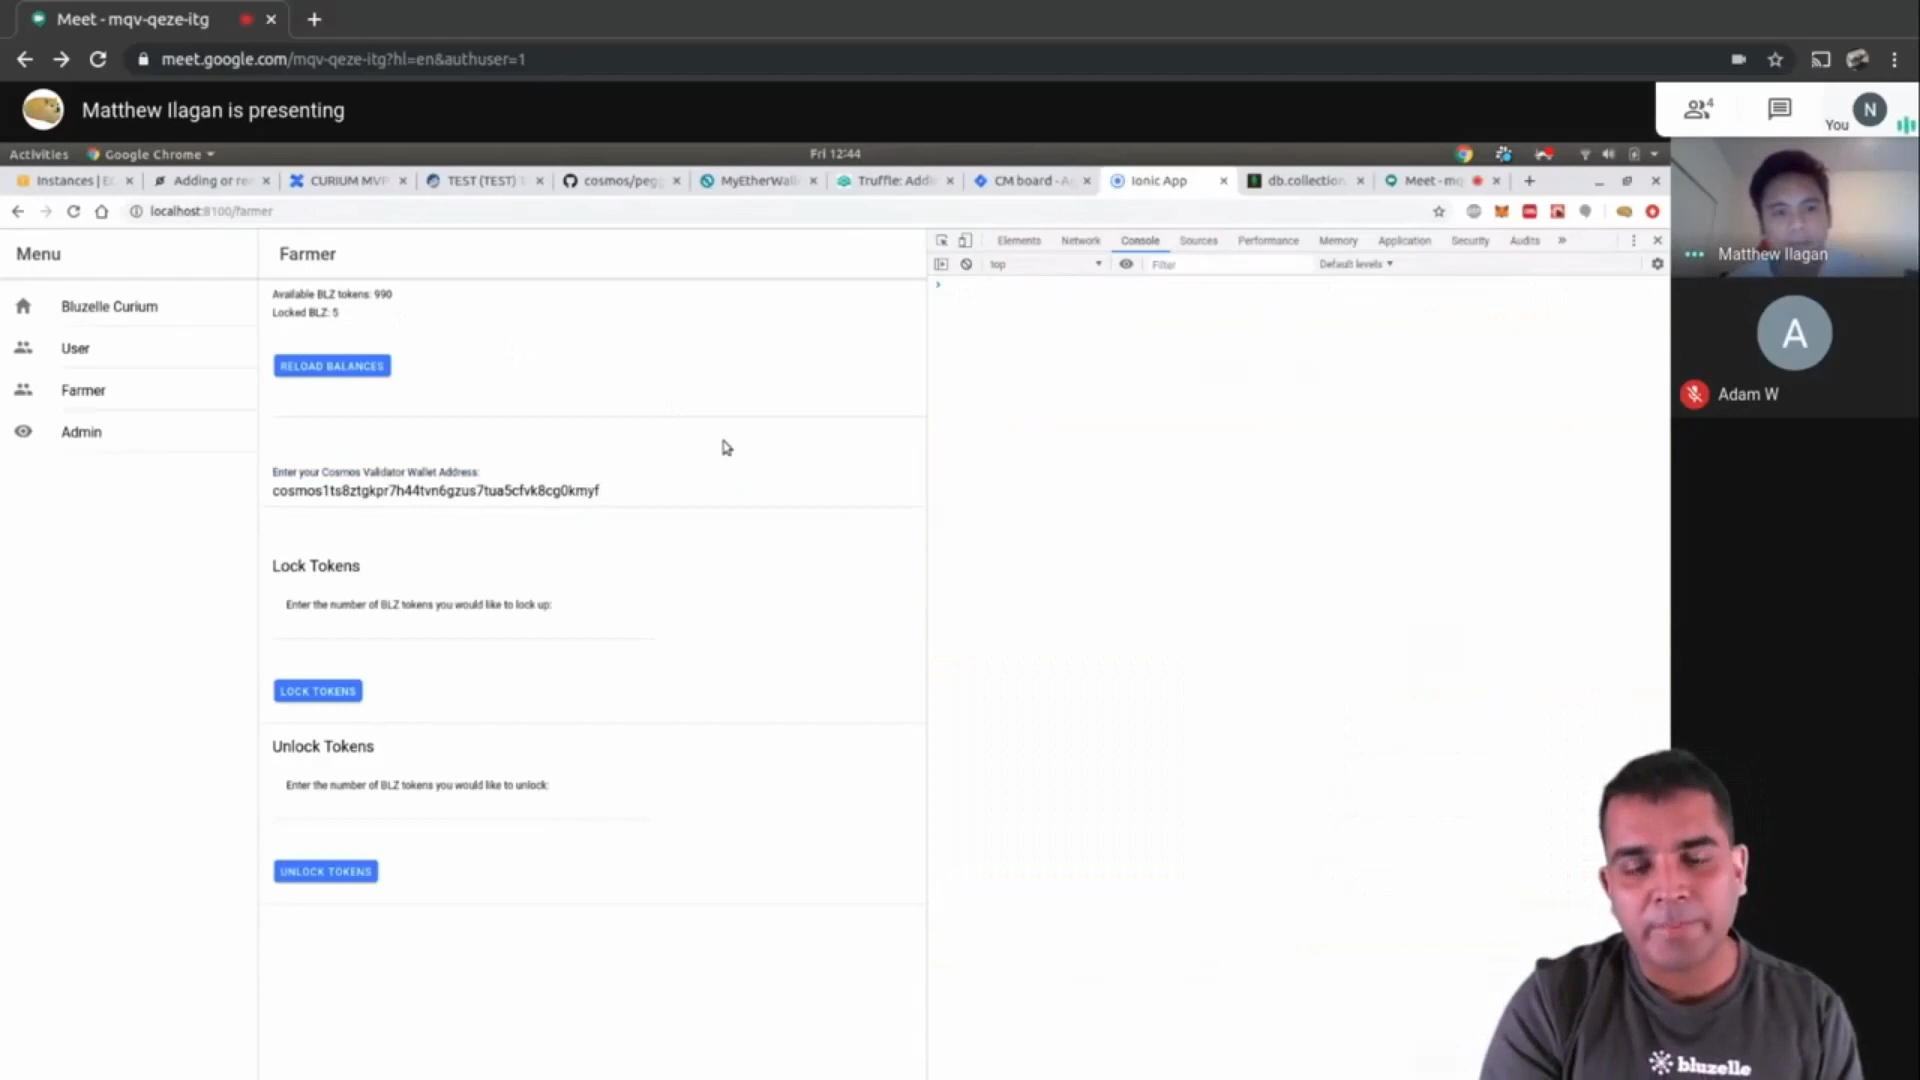 Meet - mqv-qeze-itg
meet.google.com/mqv-qeze-itg?hl=en&authuser=1
Matthew Ilagan is presenting
4
You
N
Activities
Google Chrome
Fri 12:44
Instances | E
Adding or re
CURIUM MVP
TEST (TEST)
cosmos/peg
MyEtherWall
Truffle: Addi
CM board - A
Ionic App
db.collection
Meet - mq
localhost:8100/farmer
Menu
Bluzelle Curium
User
Farmer
Admin
Farmer
Available BLZ tokens: 990
Locked BLZ: 5
RELOAD BALANCES
Enter your Cosmos Validator Wallet Address:
cosmos1ts8ztgkpr7h44tvn6gzus7tua5cfvk8cg0kmyf
Lock Tokens
Enter the number of BLZ tokens you would like to lock up:
LOCK TOKENS
Unlock Tokens
Enter the number of BLZ tokens you would like to unlock:
UNLOCK TOKENS
Elements Network Console Sources Performance Memory Application Security Audits »
top
Filter
Default levels
Matthew Ilagan
A
Adam W
bluzelle